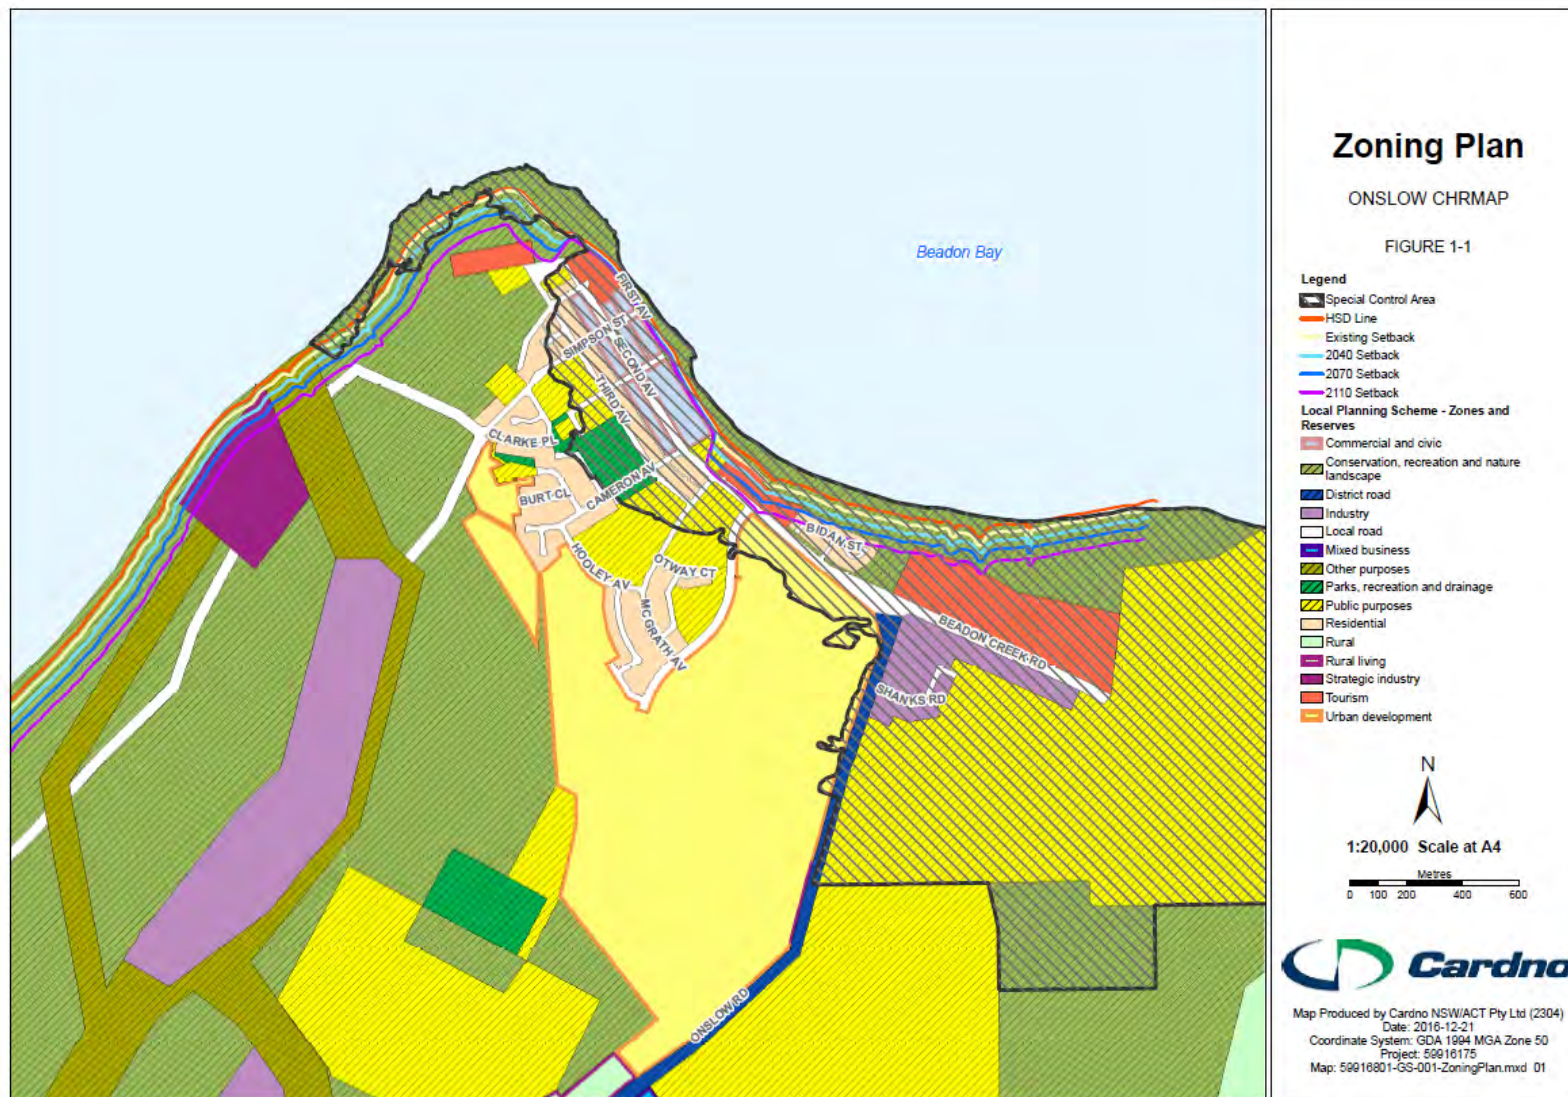 Beadon Bay
FIRST AV
SIMPSON ST
SECOND AV
THIRD AV
CLARKE PL
CAMERON AV
BURT CL
BIDAN ST
HOOLEY AV
OTWAY CT
MC GRATH AV
BEADON CREEK RD
SHANKS RD
ONSLOW RD
Zoning Plan
ONSLOW CHRMAP
FIGURE 1-1
Legend
Special Control Area
HSD Line
Existing Setback
2040 Setback
2070 Setback
2110 Setback
Local Planning Scheme - Zones and
Reserves
Commercial and civic
Conservation, recreation and nature
landscape
District road
Industry
Local road
Mixed business
Other purposes
Parks, recreation and drainage
Public purposes
Residential
Rural
Rural living
Strategic industry
Tourism
Urban development
N
1:20,000 Scale at A4
Metres
0 100 200 400 600
Cardno
Map Produced by Cardno NSW/ACT Pty Ltd (2304)
Date: 2016-12-21
Coordinate System: GDA 1994 MGA Zone 50
Project: 59916175
Map: 59916801-GS-001-ZoningPlan.mxd 01